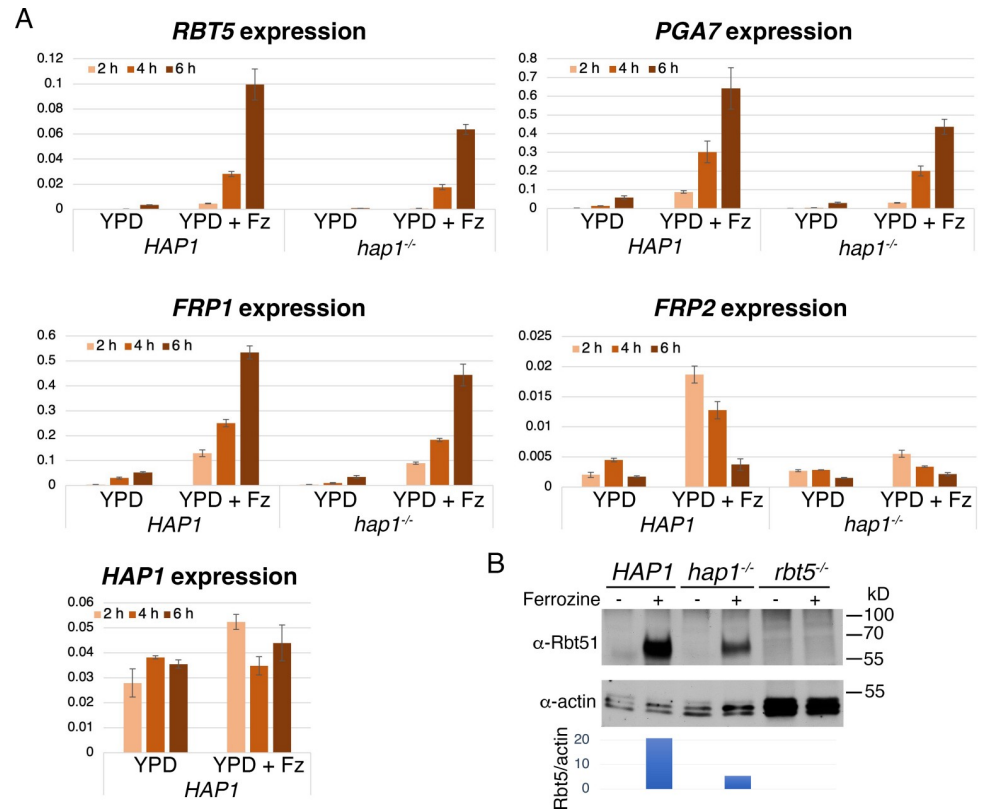 A
RBT5 expression
0.12
0.1
0.08
0.06
0.04
0.02
0
2 h 4 h 6 h
YPD YPD + Fz YPD YPD + Fz
HAP1 hap1-/-
PGA7 expression
0.8
0.7
0.6
0.5
0.4
0.3
0.2
0.1
0
2 h 4 h 6 h
YPD YPD + Fz YPD YPD + Fz
HAP1 hap1-/-
FRP1 expression
0.6
0.5
0.4
0.3
0.2
0.1
0
2 h 4 h 6 h
YPD YPD + Fz YPD YPD + Fz
HAP1 hap1-/-
FRP2 expression
0.025
0.02
0.015
0.01
0.005
0
2 h 4 h 6 h
YPD YPD + Fz YPD YPD + Fz
HAP1 hap1-/-
HAP1 expression
0.06
0.05
0.04
0.03
0.02
0.01
0
2 h 4 h 6 h
YPD YPD + Fz
HAP1
B
HAP1 hap1-/- rbt5-/-
Ferrozine - + - + - + kD
100
α-Rbt51
70
55
α-actin
55
Rbt5/actin
20
10
0